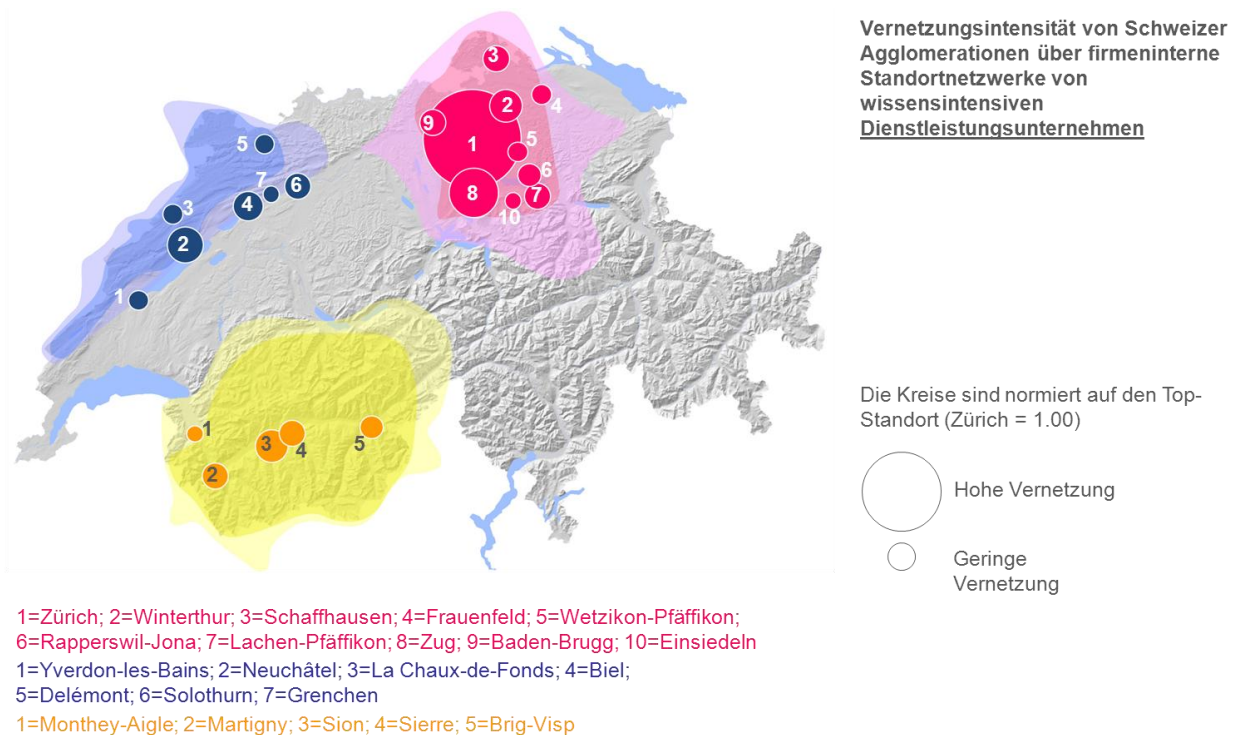 Vernetzungsintensität von Schweizer
Agglomerationen über firmeninterne
Standortnetzwerke von
wissensintensiven
Dienstleistungsunternehmen
3
2
4
9
1
5
6
8
7
10
5
7
6
4
3
2
1
1
3
4
5
2
Die Kreise sind normiert auf den Top-
Standort (Zürich = 1.00)
Hohe Vernetzung
Geringe
Vernetzung
1=Zürich; 2=Winterthur; 3=Schaffhausen; 4=Frauenfeld; 5=Wetzikon-Pfäffikon;
6=Rapperswil-Jona; 7=Lachen-Pfäffikon; 8=Zug; 9=Baden-Brugg; 10=Einsiedeln
1=Yverdon-les-Bains; 2=Neuchâtel; 3=La Chaux-de-Fonds; 4=Biel;
5=Delémont; 6=Solothurn; 7=Grenchen
1=Monthey-Aigle; 2=Martigny; 3=Sion; 4=Sierre; 5=Brig-Visp